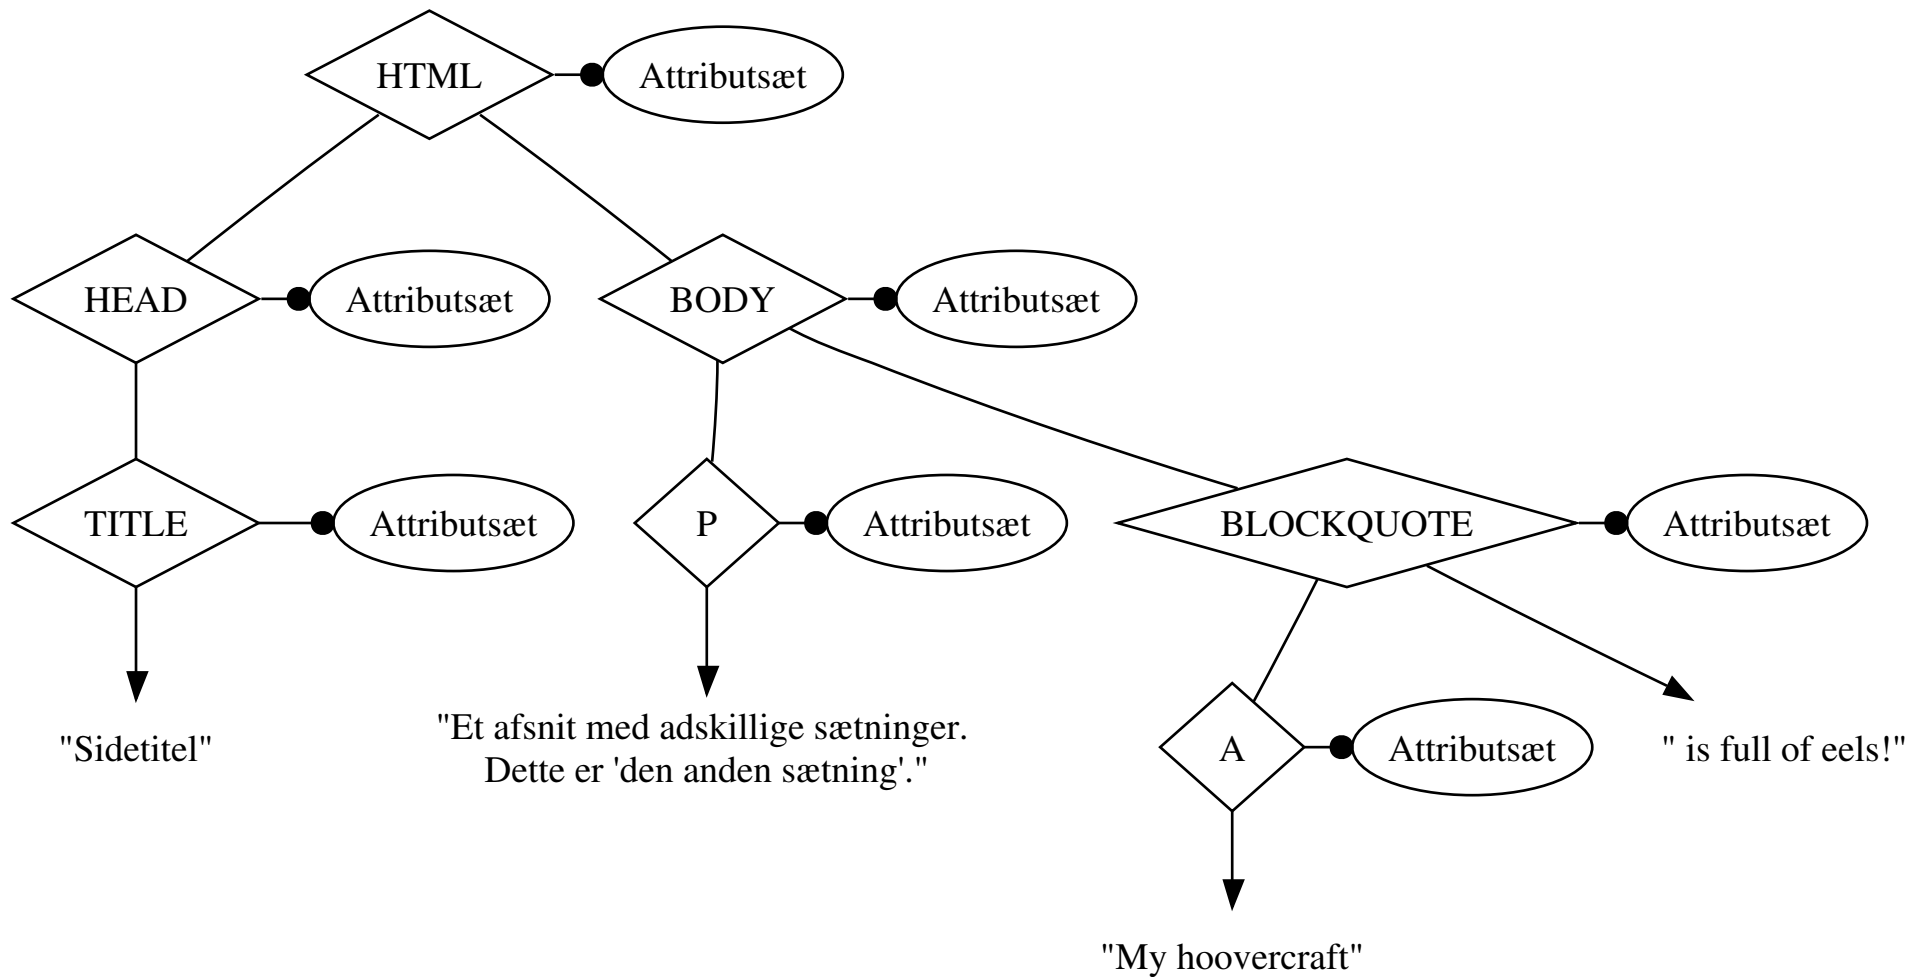 HTML
Attributsæt
HEAD
Attributsæt
BODY
Attributsæt
TITLE
Attributsæt
P
Attributsæt
BLOCKQUOTE
Attributsæt
"Sidetitel"
"Et afsnit med adskillige sætninger.
Dette er 'den anden sætning'."
A
Attributsæt
" is full of eels!"
"My hoovercraft"